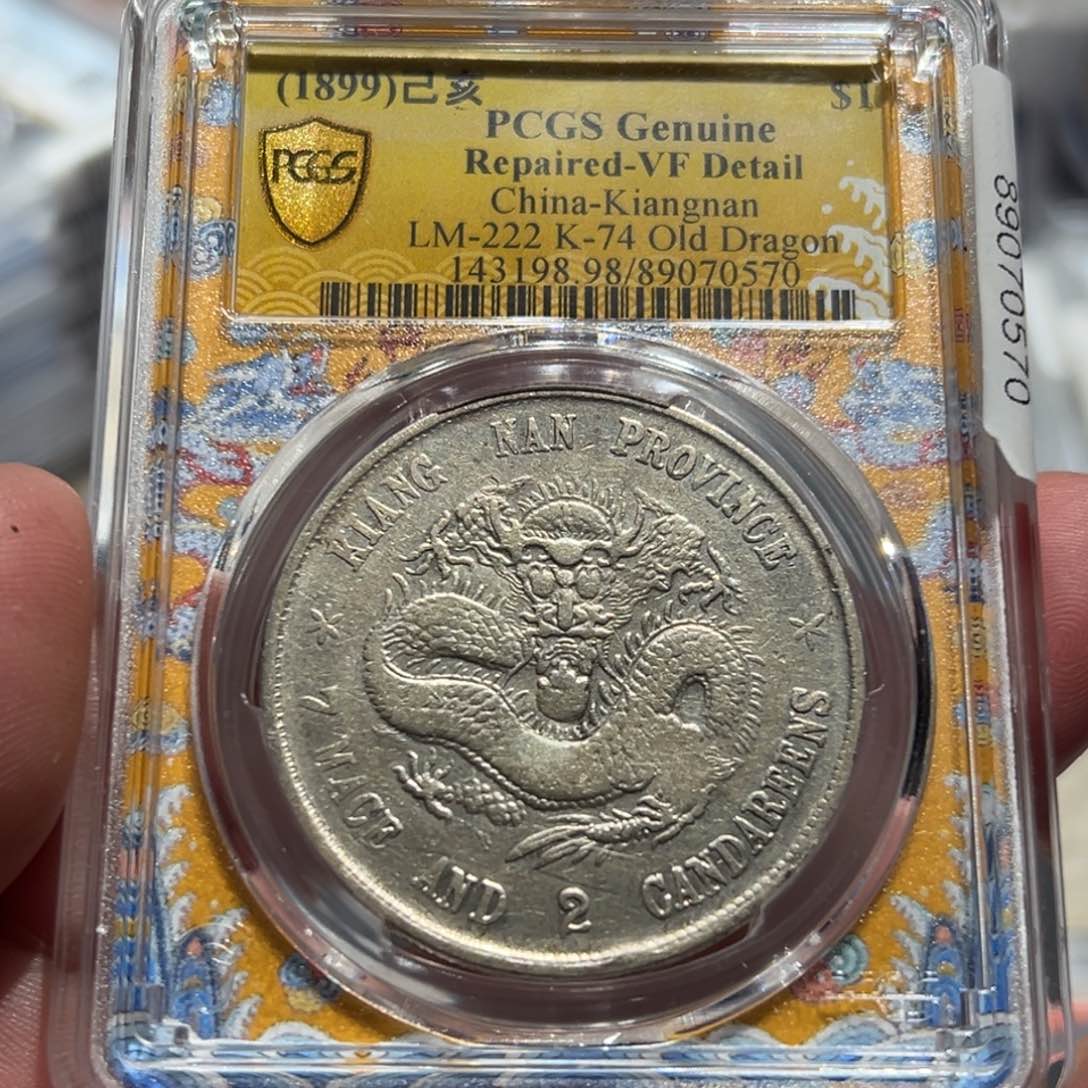 (1899)己亥 $1
PCGS Genuine
PCGS
Repaired-VF Detail
China-Kiangnan
LM-222 K-74 Old Dragon
143198.98/89070570
89070570
KIANG NAN PROVINCE
7 MACE AND 2 CANDAREENS